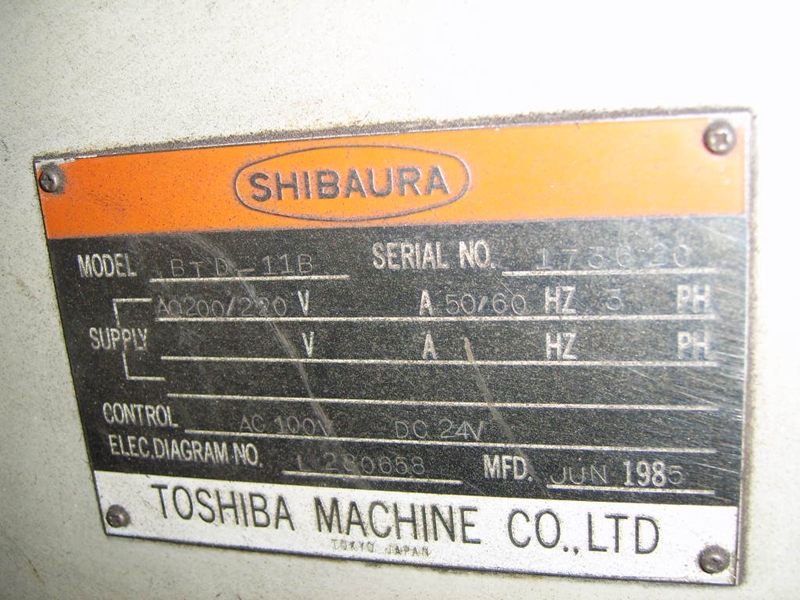 SHIBAURA
MODEL BTD-11B SERIAL NO. 173620
SUPPLY AC200/220 V A 50/60 HZ 3 PH
V A HZ PH
CONTROL AC 100V DC 24V
ELEC.DIAGRAM NO. L 280658 MFD. JUN 1985
TOSHIBA MACHINE CO.,LTD
TOKYO JAPAN